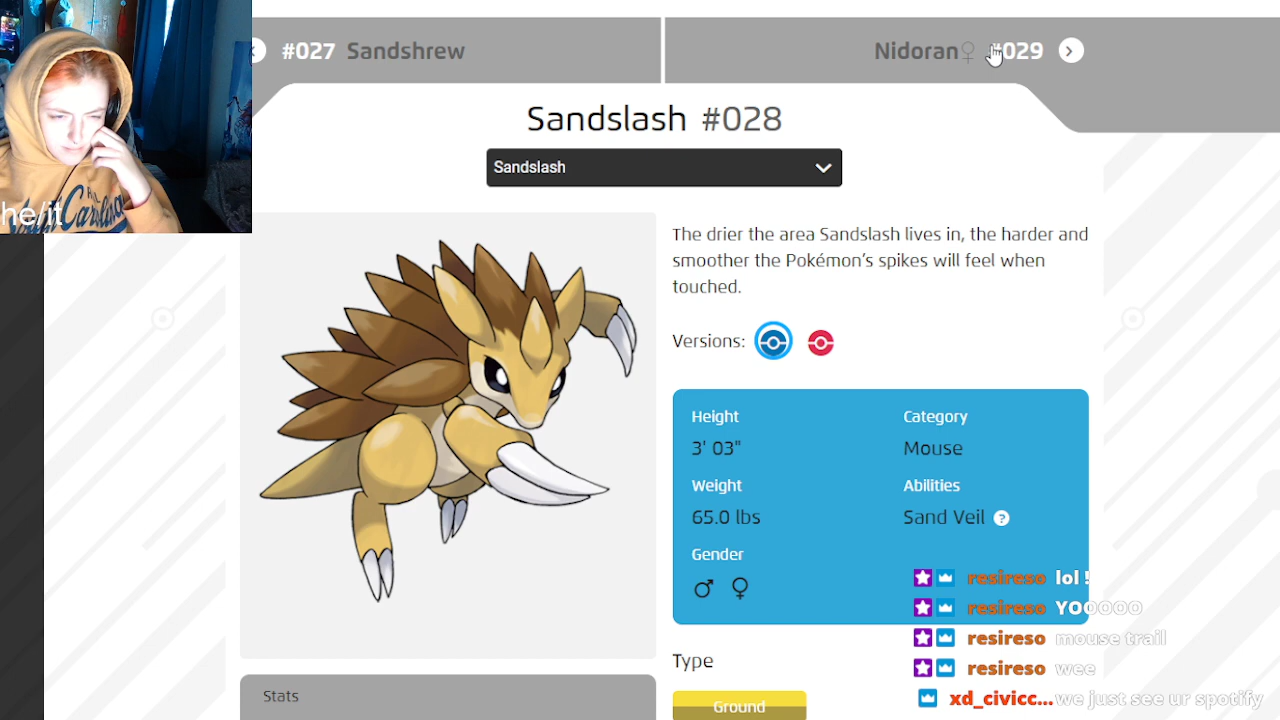 #027 Sandshrew
Nidoran♀ #029
Sandslash #028
Sandslash
The drier the area Sandslash lives in, the harder and
smoother the Pokémon's spikes will feel when
touched.
Versions:
Height
3' 03"
Category
Mouse
Weight
65.0 lbs
Abilities
Sand Veil ?
Gender
♂ ♀
Type
Ground
Stats
he/it
Carolina
resireso lol !
resireso YOOOOO
resireso mouse trail
resireso wee
xd_civicc... we just see ur spotify